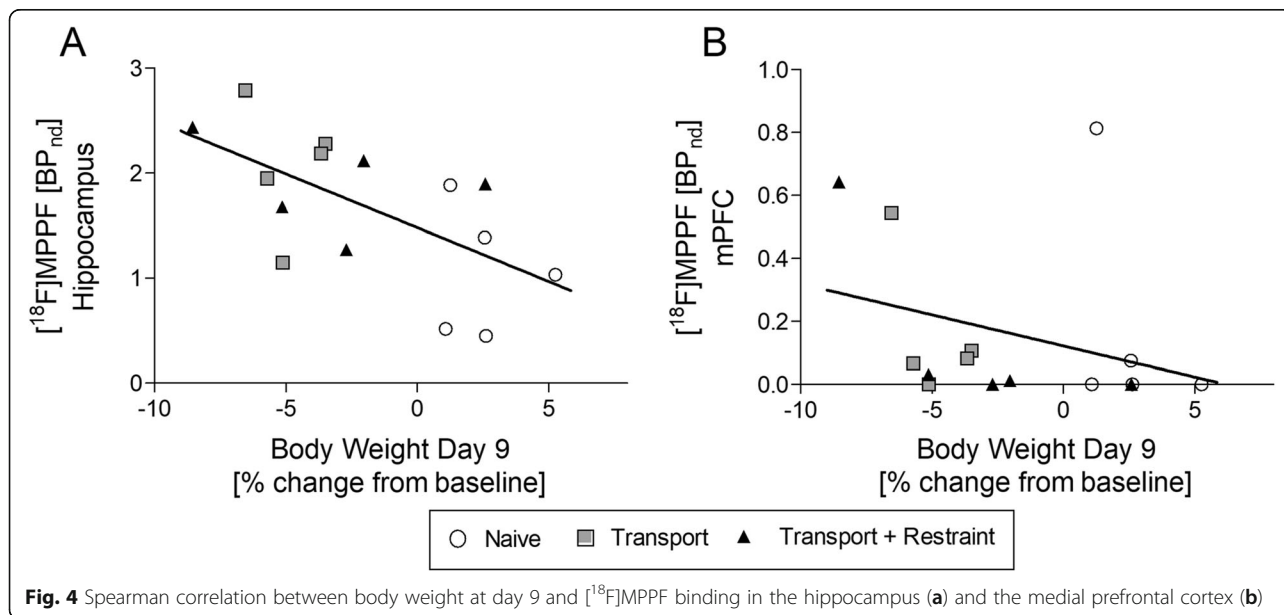 A
3
2
1
0
[¹⁸F]MPPF [BPnd]
Hippocampus
-10 -5 0 5
Body Weight Day 9
[% change from baseline]
B
1.0
0.8
0.6
0.4
0.2
0.0
[¹⁸F]MPPF [BPnd]
mPFC
-10 -5 0 5
Body Weight Day 9
[% change from baseline]
Naive Transport Transport + Restraint
Fig. 4 Spearman correlation between body weight at day 9 and [¹⁸F]MPPF binding in the hippocampus (a) and the medial prefrontal cortex (b)